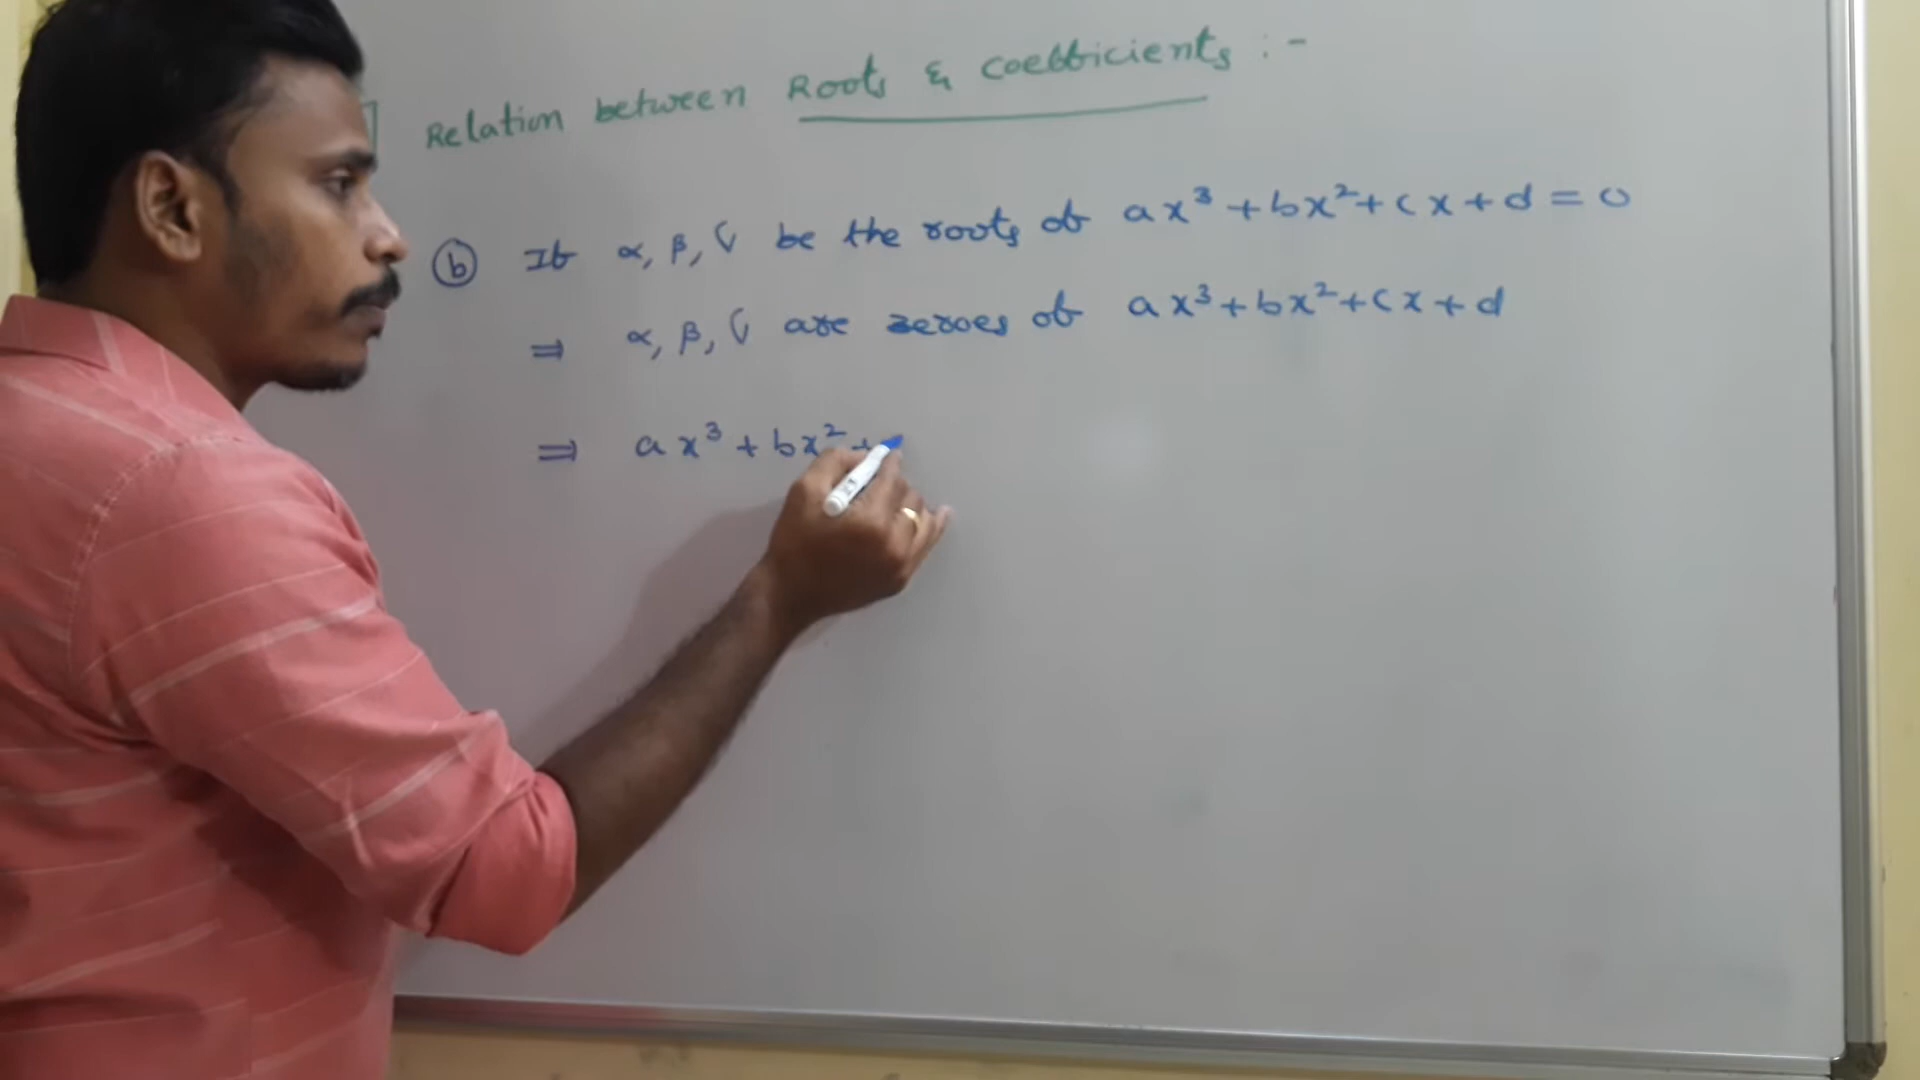 Relation between Roots & coefficients :-
(b) If α, β, γ be the roots of ax³ + bx² + cx + d = 0
⇒ α, β, γ are zeroes of ax³ + bx² + cx + d
⇒ ax³ + bx² +